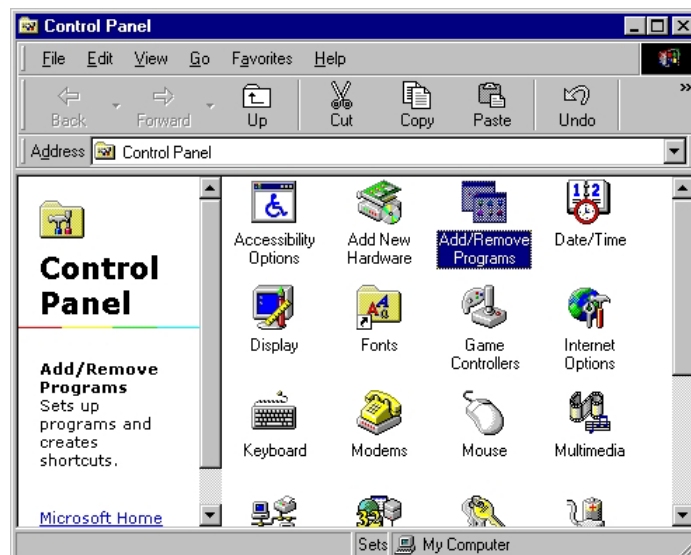 Control Panel
File Edit View Go Favorites Help
Back Forward Up Cut Copy Paste Undo »
Address Control Panel
Control
Panel
Add/Remove
Programs
Sets up
programs and
creates
shortcuts.
Microsoft Home
Accessibility
Options
Add New
Hardware
Add/Remove
Programs
Date/Time
Display
Fonts
Game
Controllers
Internet
Options
Keyboard
Modems
Mouse
Multimedia
Sets My Computer